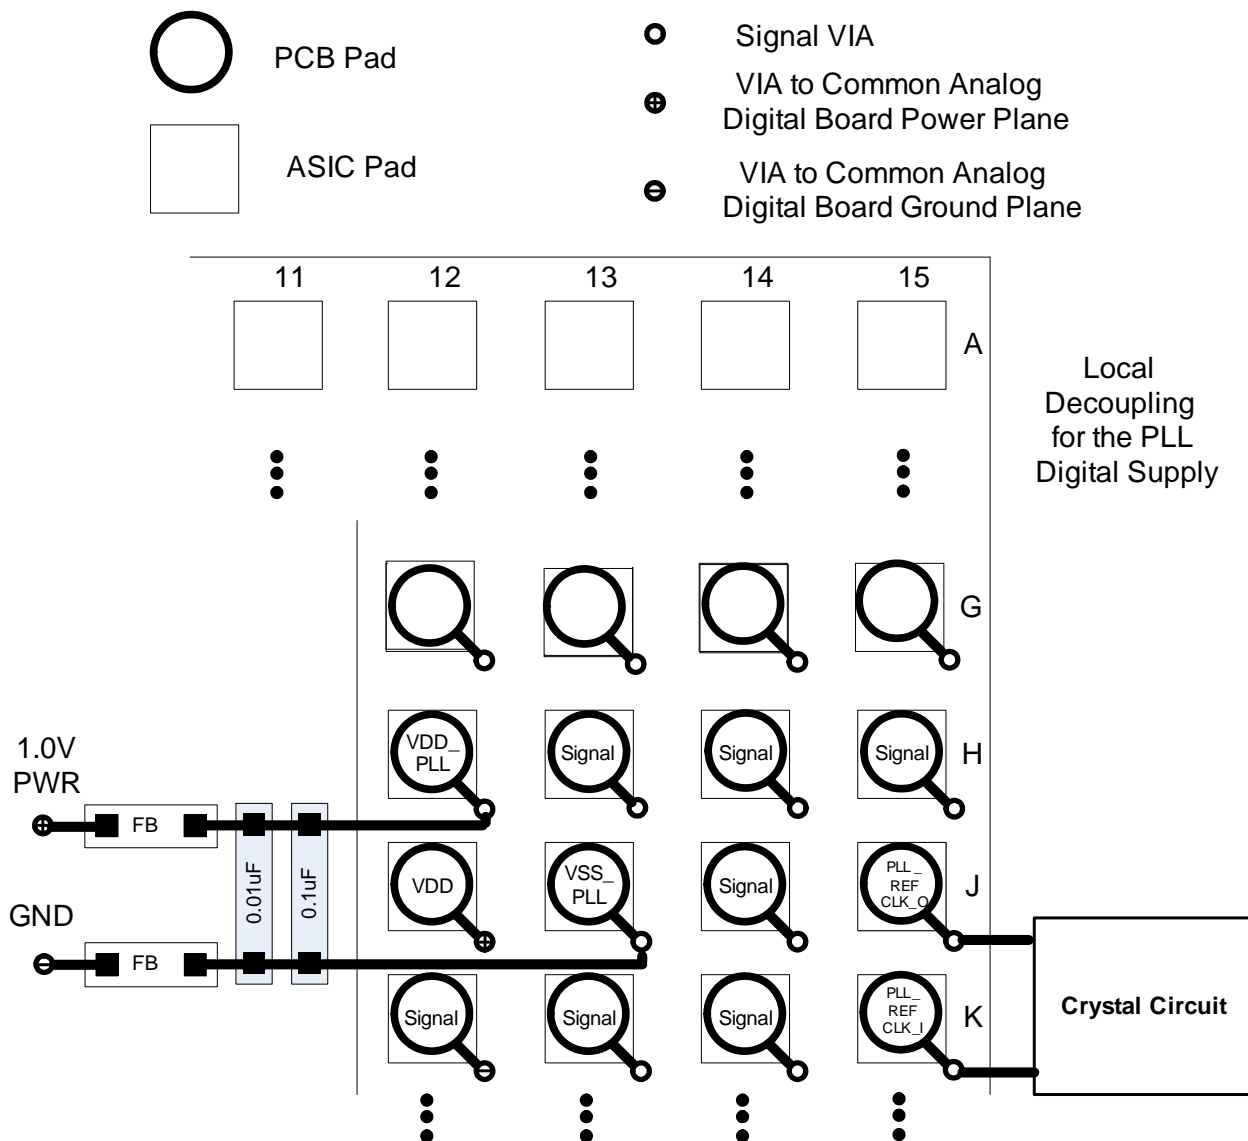 PCB Pad
Signal VIA
VIA to Common Analog
Digital Board Power Plane
ASIC Pad
VIA to Common Analog
Digital Board Ground Plane
11 12 13 14 15
A
Local
Decoupling
for the PLL
Digital Supply
G
1.0V
PWR
FB
0.01uF
0.1uF
VDD_
PLL
Signal
Signal
Signal
H
GND
FB
VDD
VSS_
PLL
Signal
PLL_
REF
CLK_O
J
Signal
Signal
Signal
PLL_
REF
CLK_I
K
Crystal Circuit